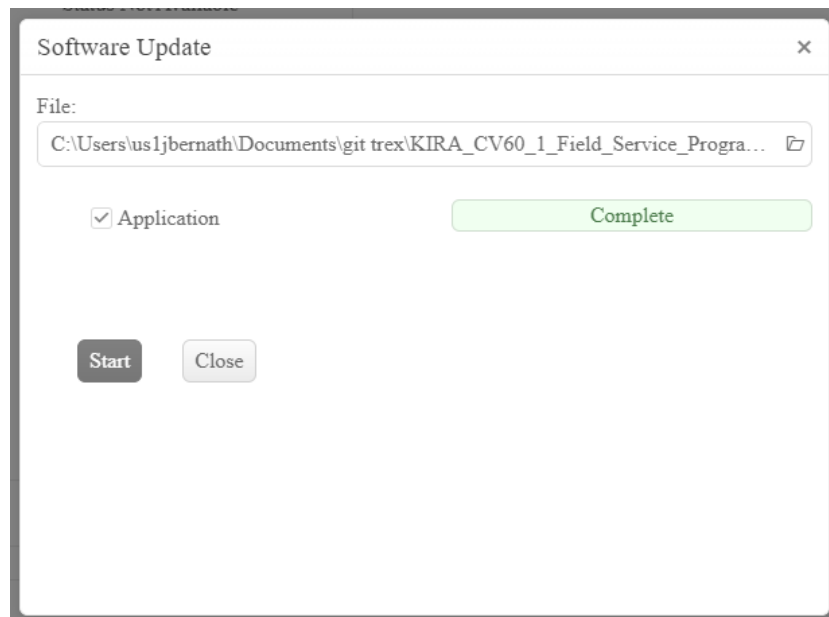 Software Update
File:
C:\Users\us1jbernath\Documents\git trex\KIRA_CV60_1_Field_Service_Progra...
Application
Complete
Start
Close